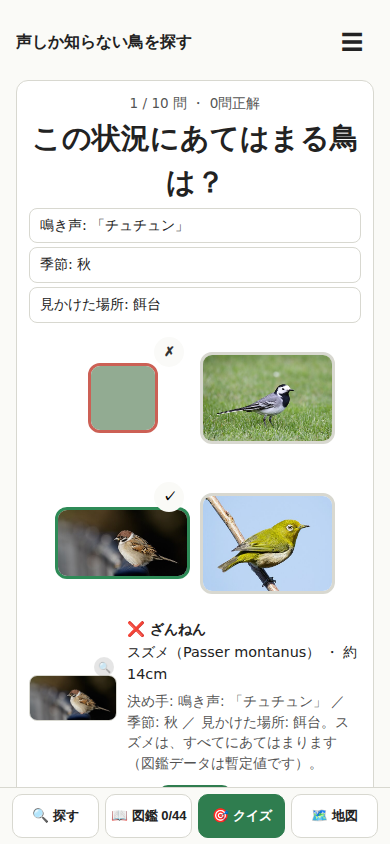 声しか知らない鳥を探す ☰
1 / 10 問 ・ 0問正解
この状況にあてはまる鳥
は？
鳴き声: 「チュチュン」
季節: 秋
見かけた場所: 餌台
✗
✓
❌ ざんねん
スズメ（Passer montanus） ・ 約
14cm
決め手: 鳴き声: 「チュチュン」 ／
季節: 秋 ／ 見かけた場所: 餌台。ス
ズメは、すべてにあてはまります
（図鑑データは暫定値です）。
🔍 探す 📖 図鑑 0/44 🎯 クイズ 🗺️ 地図